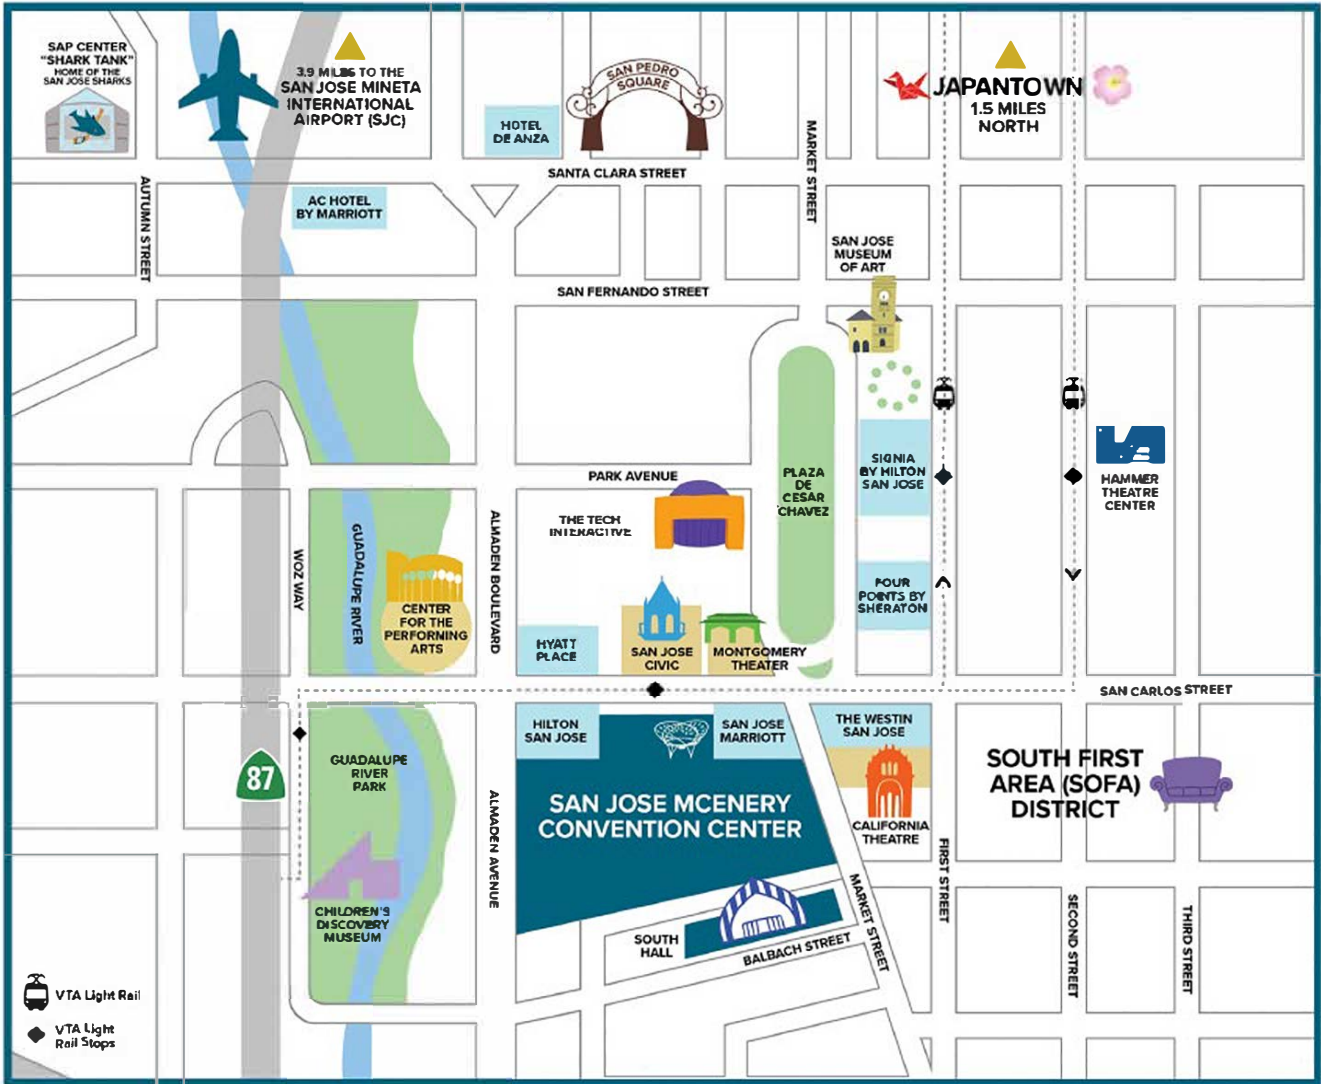 SAP CENTER
"SHARK TANK"
HOME OF THE
SAN JOSE SHARKS
3.9 MILES TO THE
SAN JOSE MINETA
INTERNATIONAL
AIRPORT (SJC)
HOTEL
DE ANZA
SAN PEDRO
SQUARE
JAPANTOWN
1.5 MILES
NORTH
MARKET STREET
SANTA CLARA STREET
AUTUMN STREET
AC HOTEL
BY MARRIOTT
SAN JOSE
MUSEUM
OF ART
SAN FERNANDO STREET
PARK AVENUE
PLAZA
DE
CESAR
CHAVEZ
SIGNIA
BY HILTON
SAN JOSE
HAMMER
THEATRE
CENTER
THE TECH
INTERACTIVE
WOZ WAY
GUADALUPE RIVER
ALMADEN BOULEVARD
CENTER
FOR THE
PERFORMING
ARTS
FOUR
POINTS BY
SHERATON
HYATT
PLACE
SAN JOSE
CIVIC
MONTGOMERY
THEATER
SAN CARLOS STREET
HILTON
SAN JOSE
SAN JOSE
MARRIOTT
THE WESTIN
SAN JOSE
87
GUADALUPE
RIVER
PARK
SOUTH FIRST
AREA (SOFA)
DISTRICT
SAN JOSE MCENERY
CONVENTION CENTER
CALIFORNIA
THEATRE
ALMADEN AVENUE
FIRST STREET
CHILDREN'S
DISCOVERY
MUSEUM
MARKET STREET
SOUTH
HALL
BALBACH STREET
SECOND STREET
THIRD STREET
VTA Light Rail
VTA Light
Rail Stops